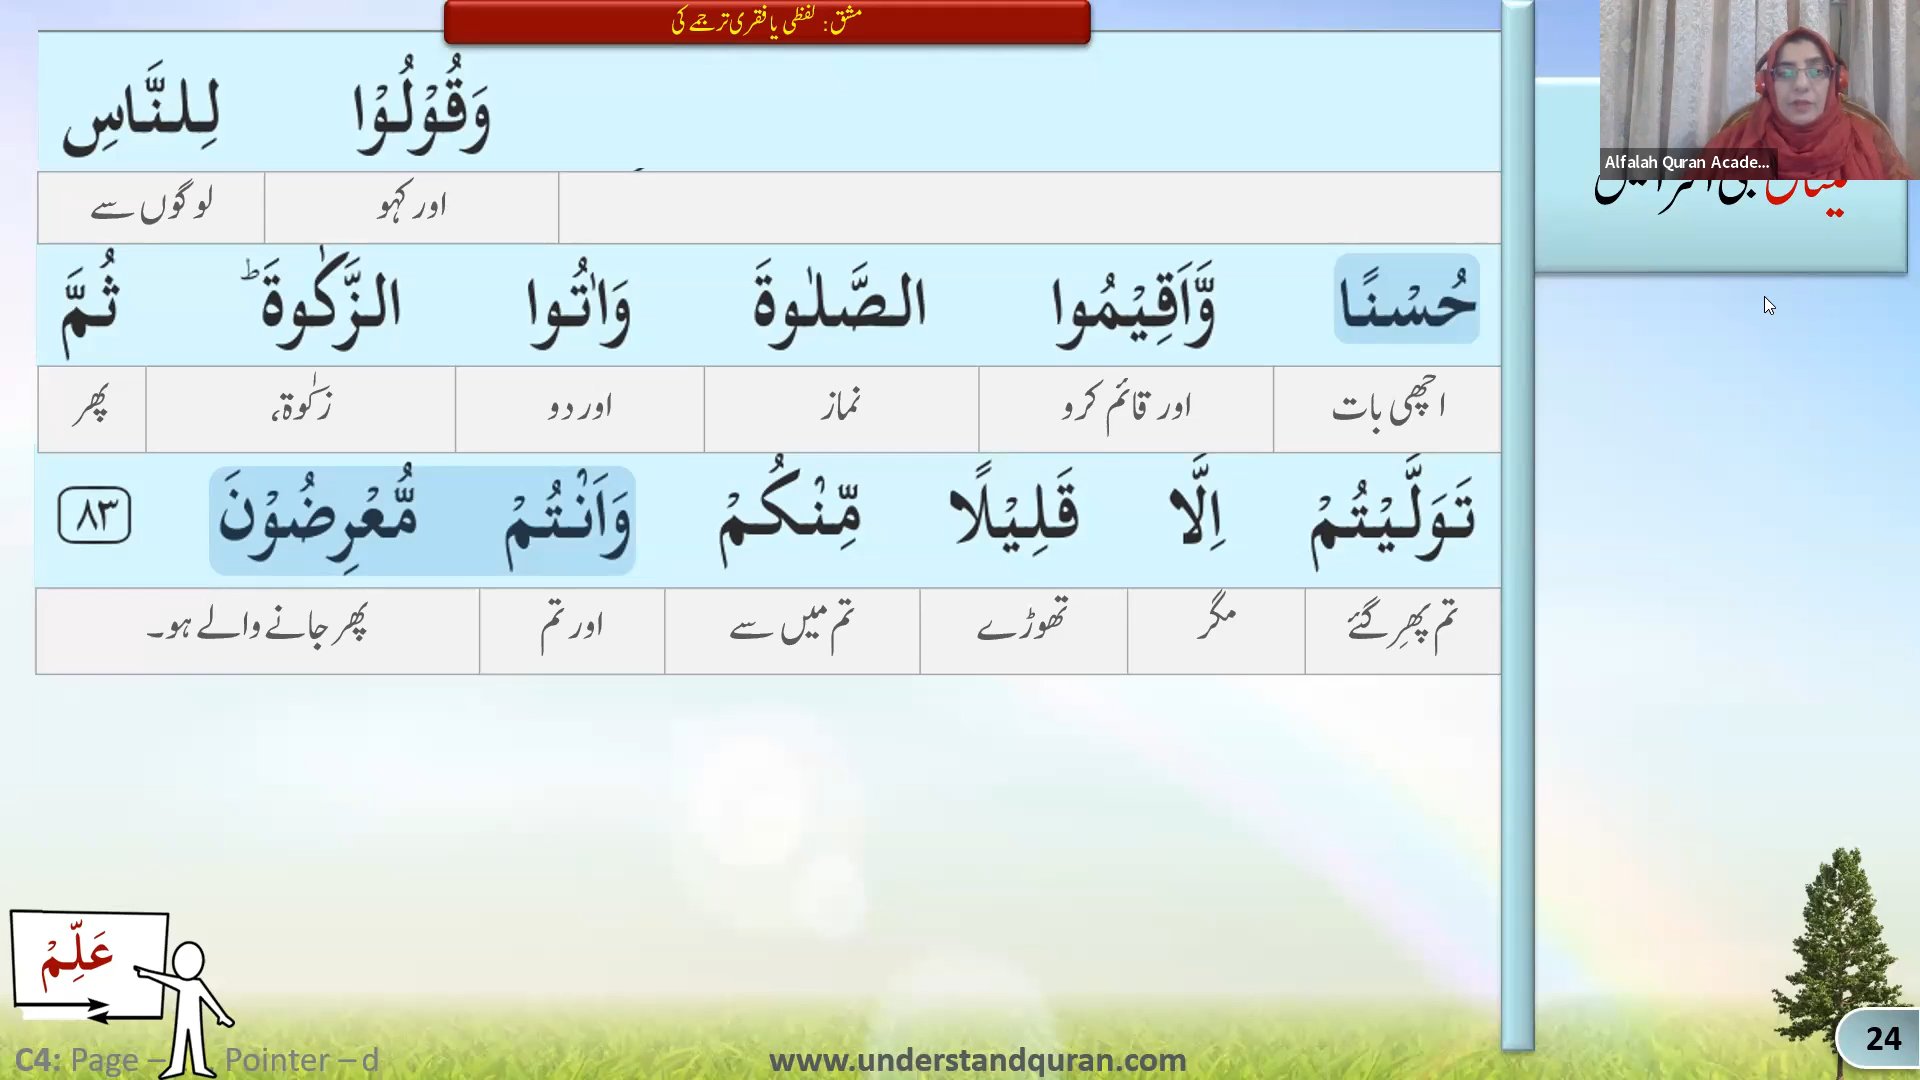 مشق: لفظی یا فقری ترجمے کی
Alfalah Quran Acade...
وَقُوْلُوْا لِلنَّاسِ
اور کہو لوگوں سے
حُسْنًا وَّاَقِيْمُوا الصَّلٰوةَ وَاٰتُوا الزَّكٰوةَ ؕ ثُمَّ
اچھی بات اور قائم کرو نماز اور دو زکوٰۃ، پھر
تَوَلَّيْتُمْ اِلَّا قَلِيْلًا مِّنْكُمْ وَاَنْتُمْ مُّعْرِضُوْنَ ٨٣
تم پھِر گئے مگر تھوڑے تم میں سے اور تم پھِر جانے والے ہو۔
عَلِّمْ
C4: Page – Pointer – d
www.understandquran.com
24